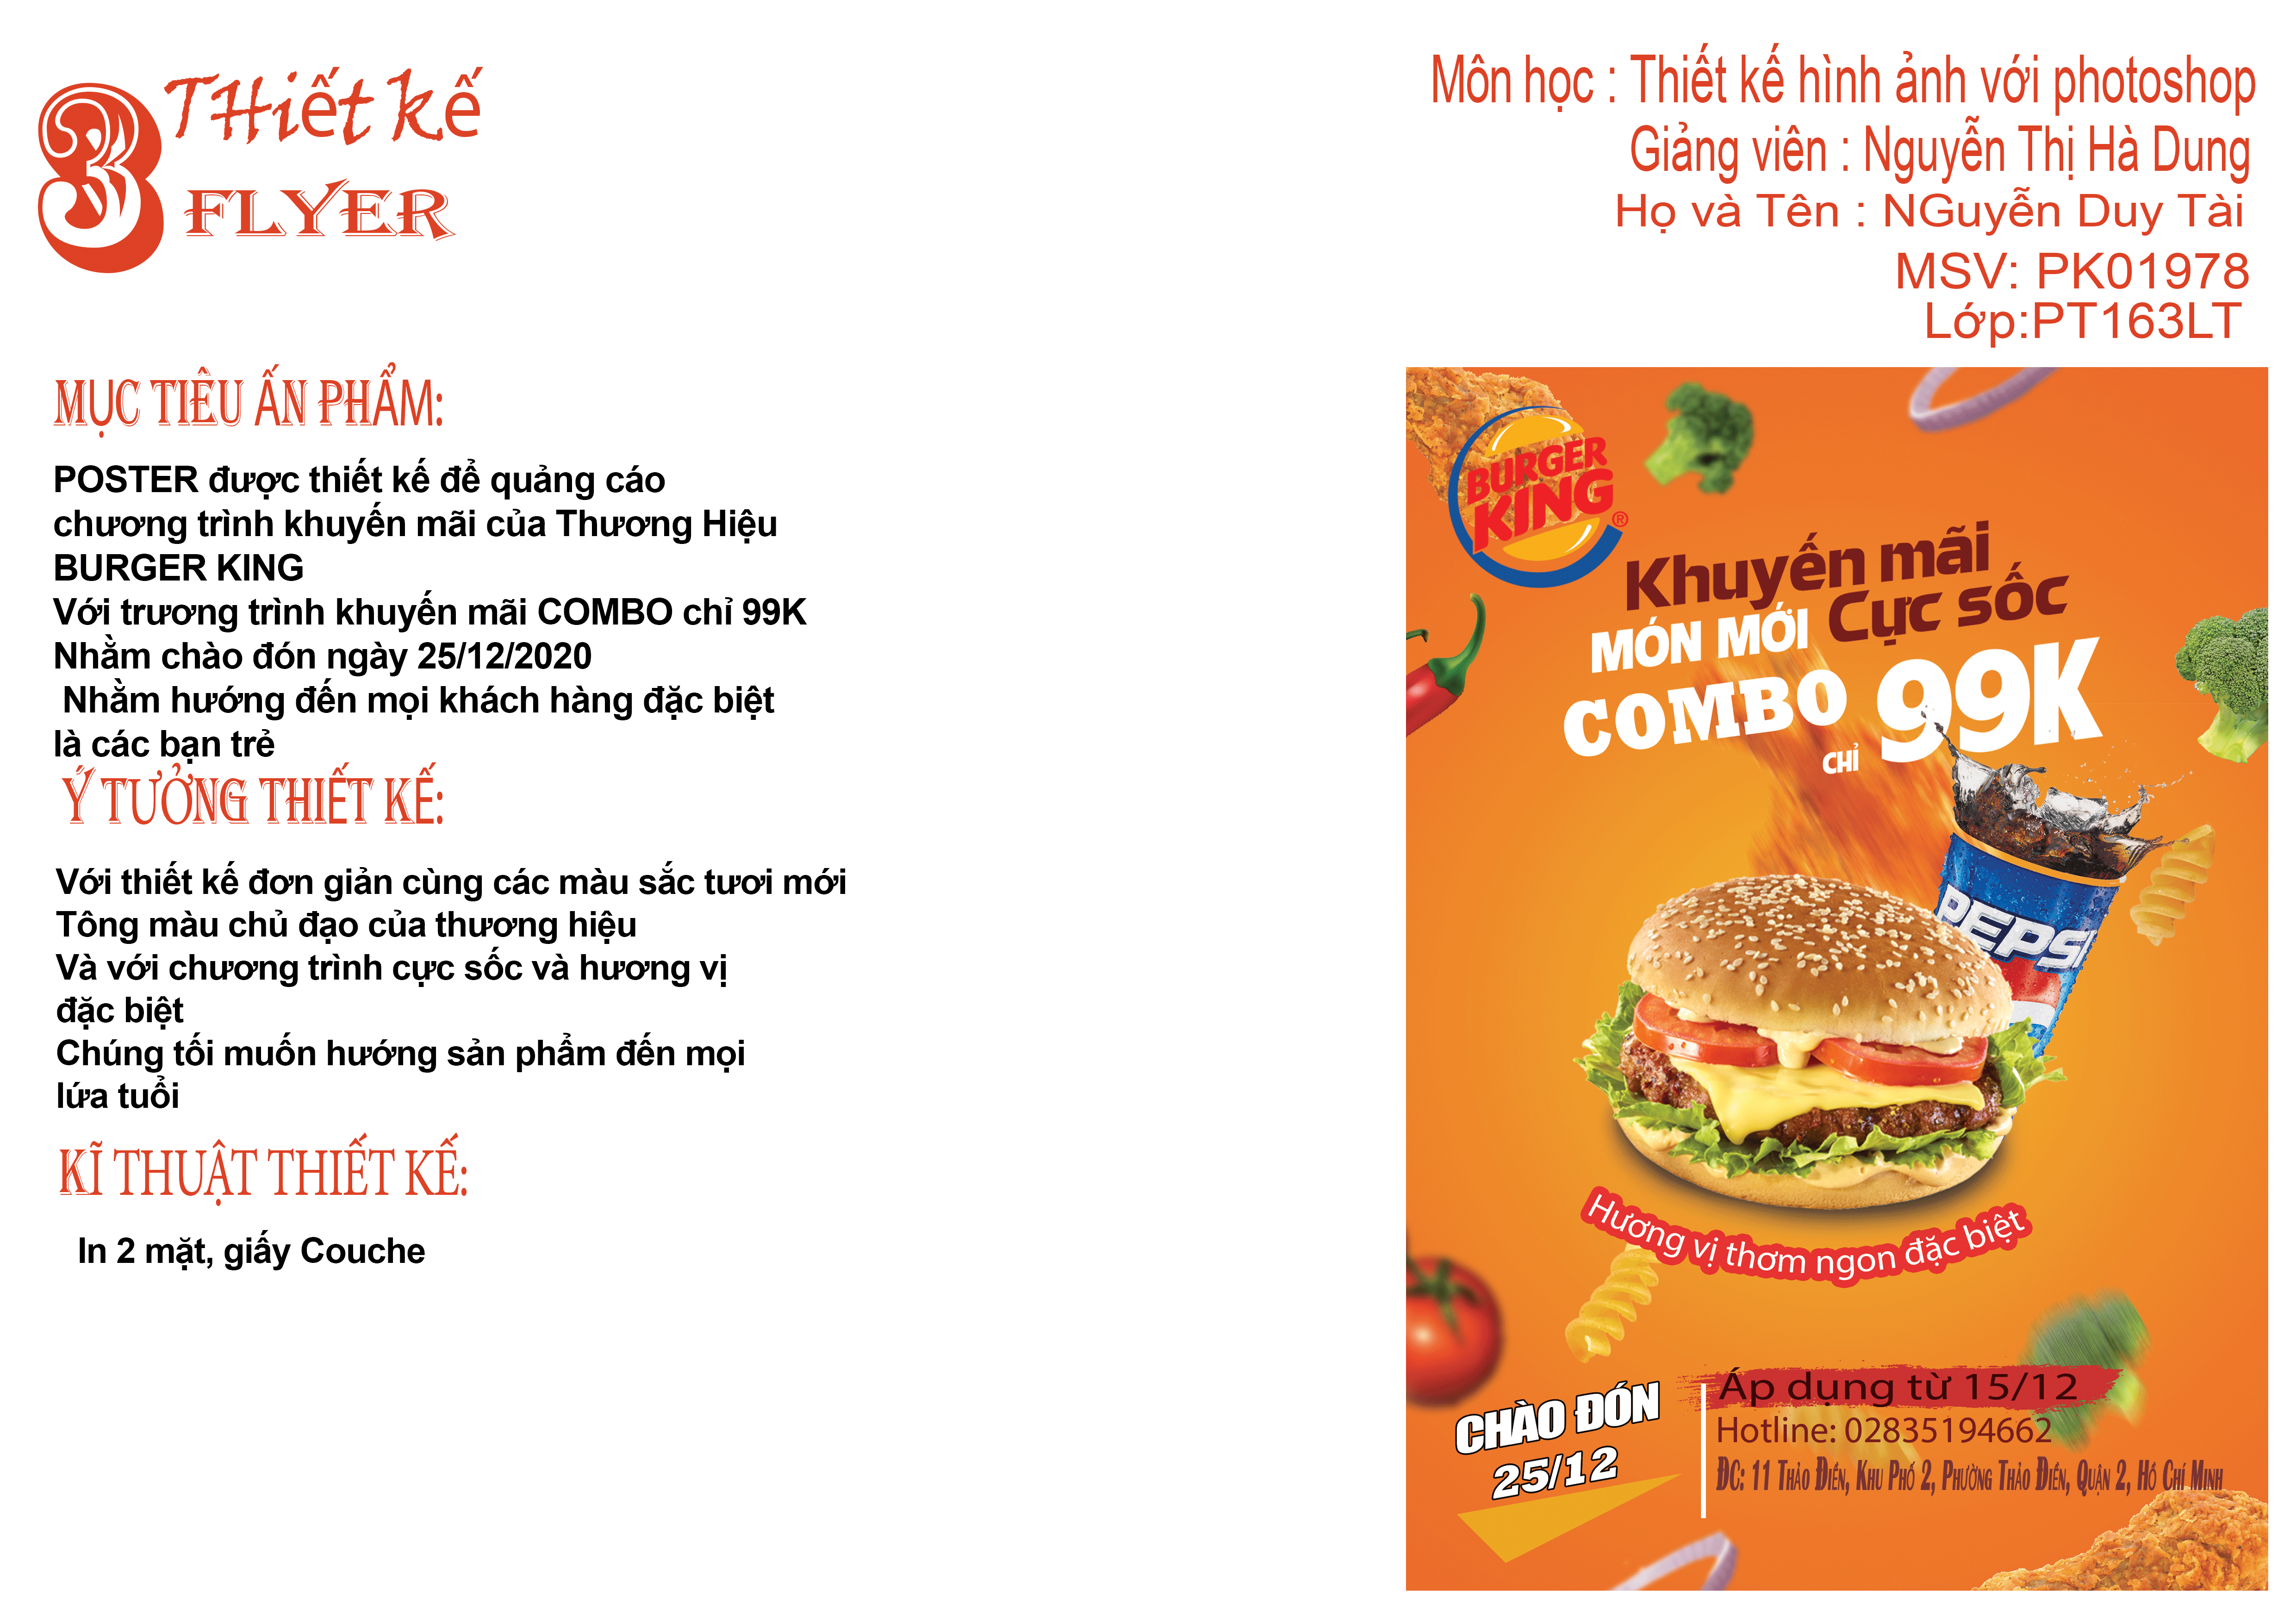 3
THiết kế
FLYER
Môn học : Thiết kế hình ảnh với photoshop
Giảng viên : Nguyễn Thị Hà Dung
Họ và Tên : NGuyễn Duy Tài
MSV: PK01978
Lớp:PT163LT
MỤC TIÊU ẤN PHẨM:
POSTER được thiết kế để quảng cáo
chương trình khuyến mãi của Thương Hiệu
BURGER KING
Với trương trình khuyến mãi COMBO chỉ 99K
Nhằm chào đón ngày 25/12/2020
Nhằm hướng đến mọi khách hàng đặc biệt
là các bạn trẻ
Ý TƯỞNG THIẾT KẾ:
Với thiết kế đơn giản cùng các màu sắc tươi mới
Tông màu chủ đạo của thương hiệu
Và với chương trình cực sốc và hương vị
đặc biệt
Chúng tối muốn hướng sản phẩm đến mọi
lứa tuổi
KĨ THUẬT THIẾT KẾ:
In 2 mặt, giấy Couche
BURGER
KING®
Khuyến mãi
Cực sốc
MÓN MỚI
COMBO
CHỈ 99K
PEPSI
Hương vị thơm ngon đặc biệt
CHÀO ĐÓN
25/12
Áp dụng từ 15/12
Hotline: 02835194662
ĐC: 11 Thảo Điền, Khu Phố 2, Phường Thảo Điền, Quận 2, Hồ Chí Minh